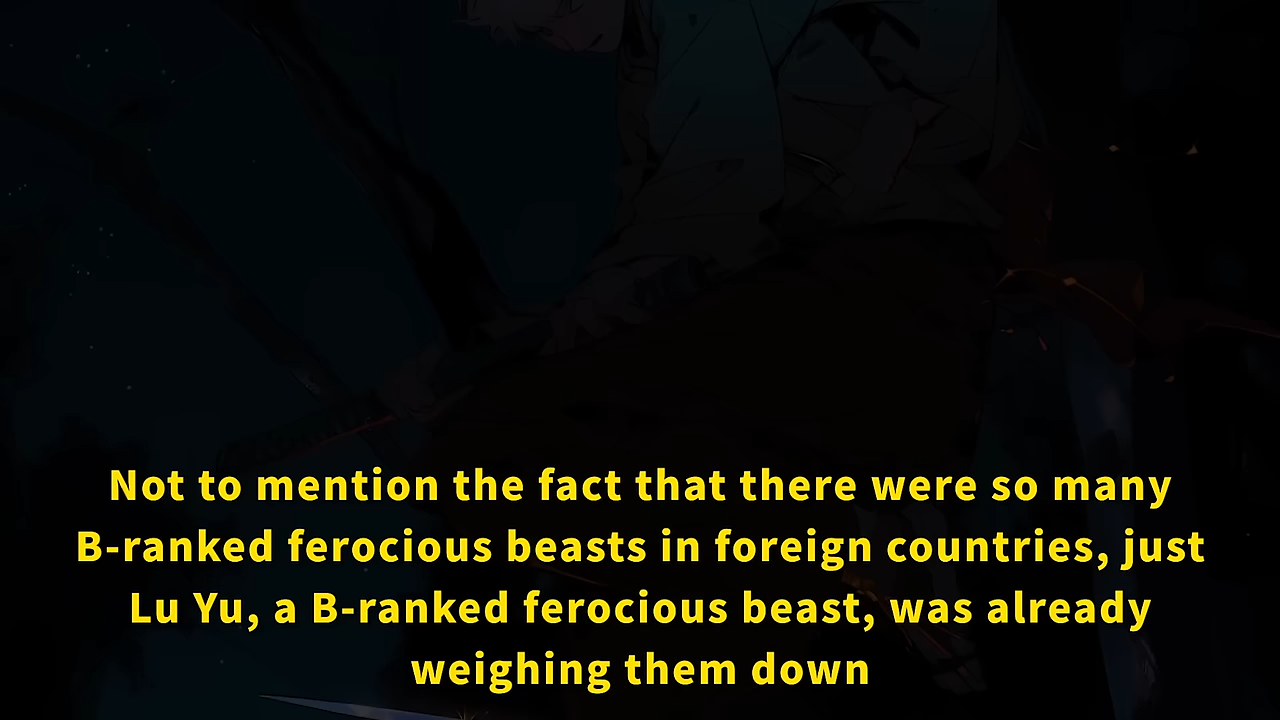 Not to mention the fact that there were so many
B-ranked ferocious beasts in foreign countries, just
Lu Yu, a B-ranked ferocious beast, was already
weighing them down